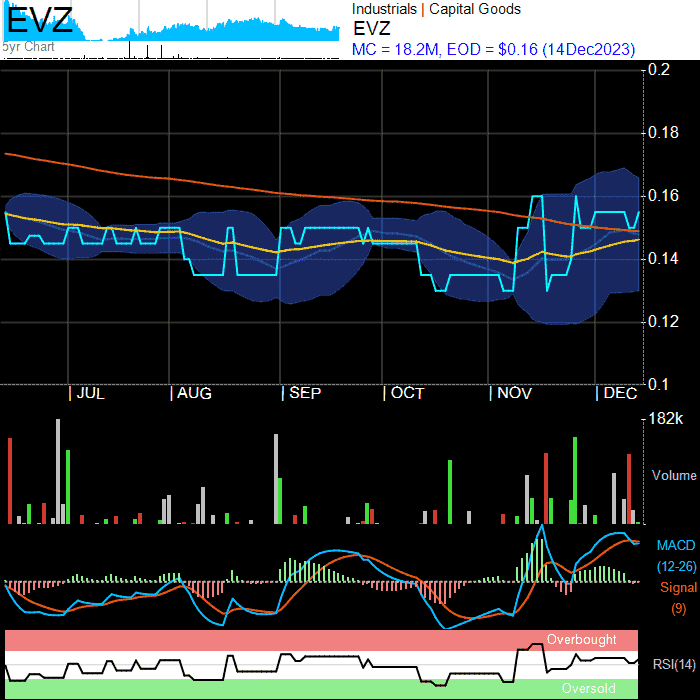 EVZ
5yr Chart
Industrials | Capital Goods
EVZ
MC = 18.2M, EOD = $0.16 (14Dec2023)
0.2
0.18
0.16
0.14
0.12
0.1
JUL AUG SEP OCT NOV DEC
182k
Volume
MACD
(12-26)
Signal
(9)
Overbought
RSI(14)
Oversold